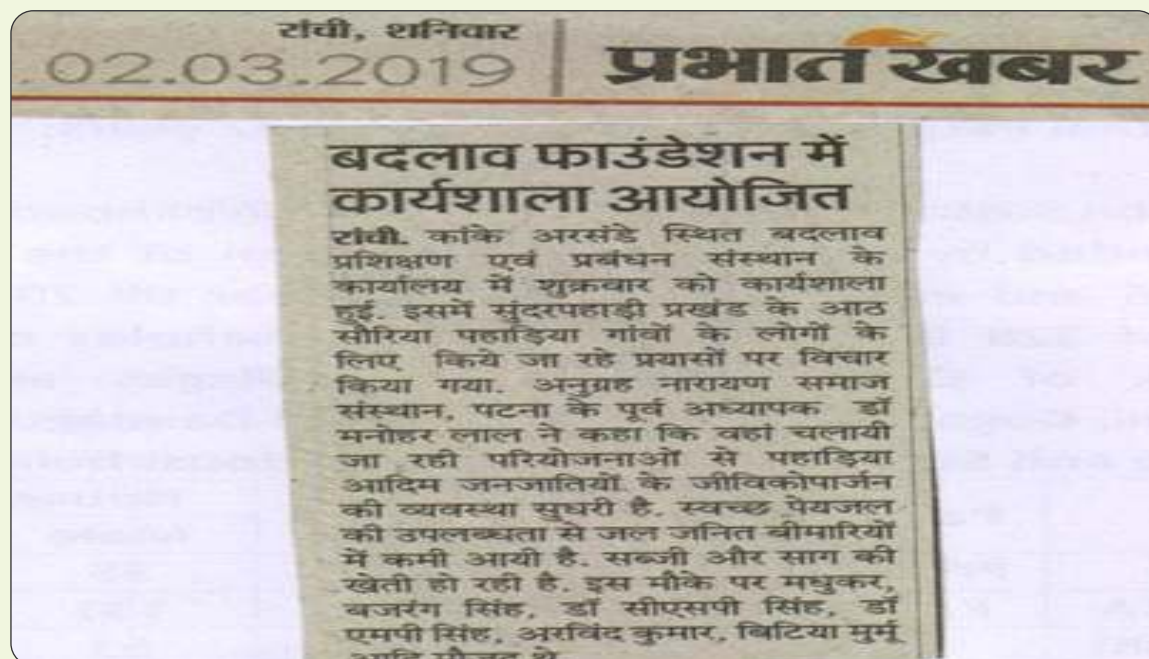 रांची, शनिवार
.02.03.2019
प्रभात खबर
बदलाव फाउंडेशन में
कार्यशाला आयोजित
रांची. कांके अरसंडे स्थित बदलाव
प्रशिक्षण एवं प्रबंधन संस्थान के
कार्यालय में शुक्रवार को कार्यशाला
हुई. इसमें सुंदरपहाड़ी प्रखंड के आठ
सौरिया पहाड़िया गांवों के लोगों के
लिए किये जा रहे प्रयासों पर विचार
किया गया. अनुग्रह नारायण समाज
संस्थान, पटना के पूर्व अध्यापक डॉ
मनोहर लाल ने कहा कि वहां चलायी
जा रही परियोजनाओं से पहाड़िया
आदिम जनजातियों के जीविकोपार्जन
की व्यवस्था सुधरी है. स्वच्छ पेयजल
की उपलब्धता से जल जनित बीमारियों
में कमी आयी है. सब्जी और साग की
खेती हो रही है. इस मौके पर मधुकर,
बजरंग सिंह, डॉ सीएसपी सिंह, डॉ
एमपी सिंह, अरविंद कुमार, बिटिया मुर्मू
आदि मौजूद थे